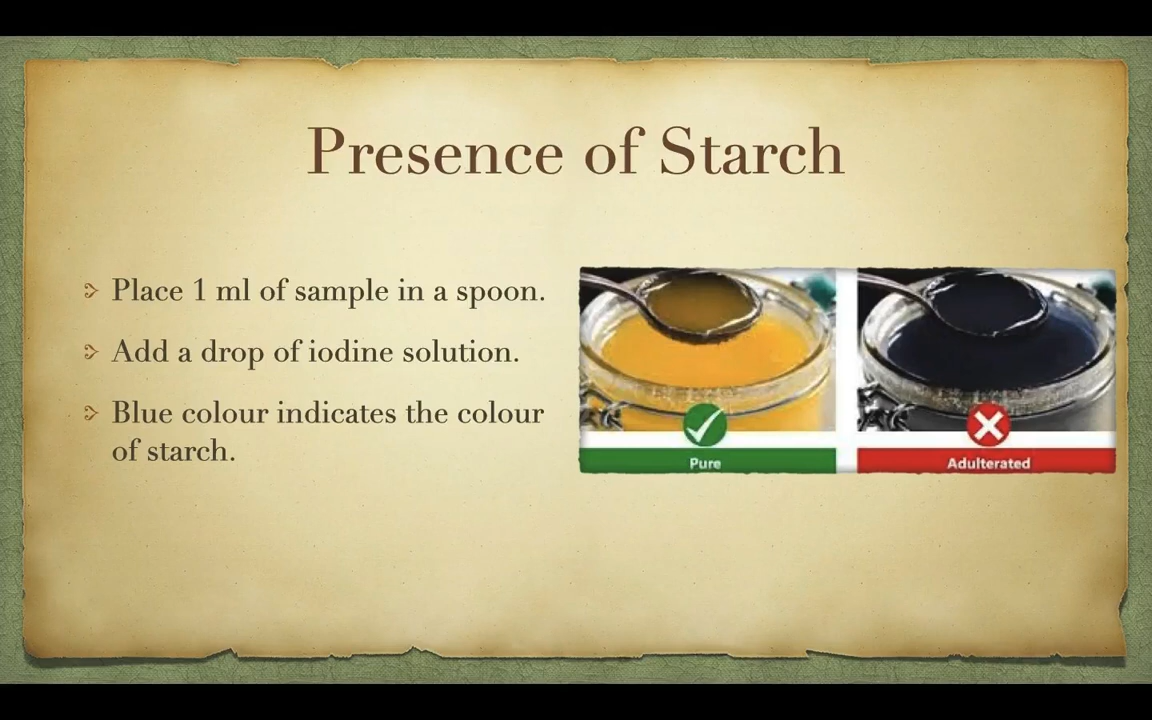 Presence of Starch
Place 1 ml of sample in a spoon.
Add a drop of iodine solution.
Blue colour indicates the colour
of starch.
Pure
Adulterated